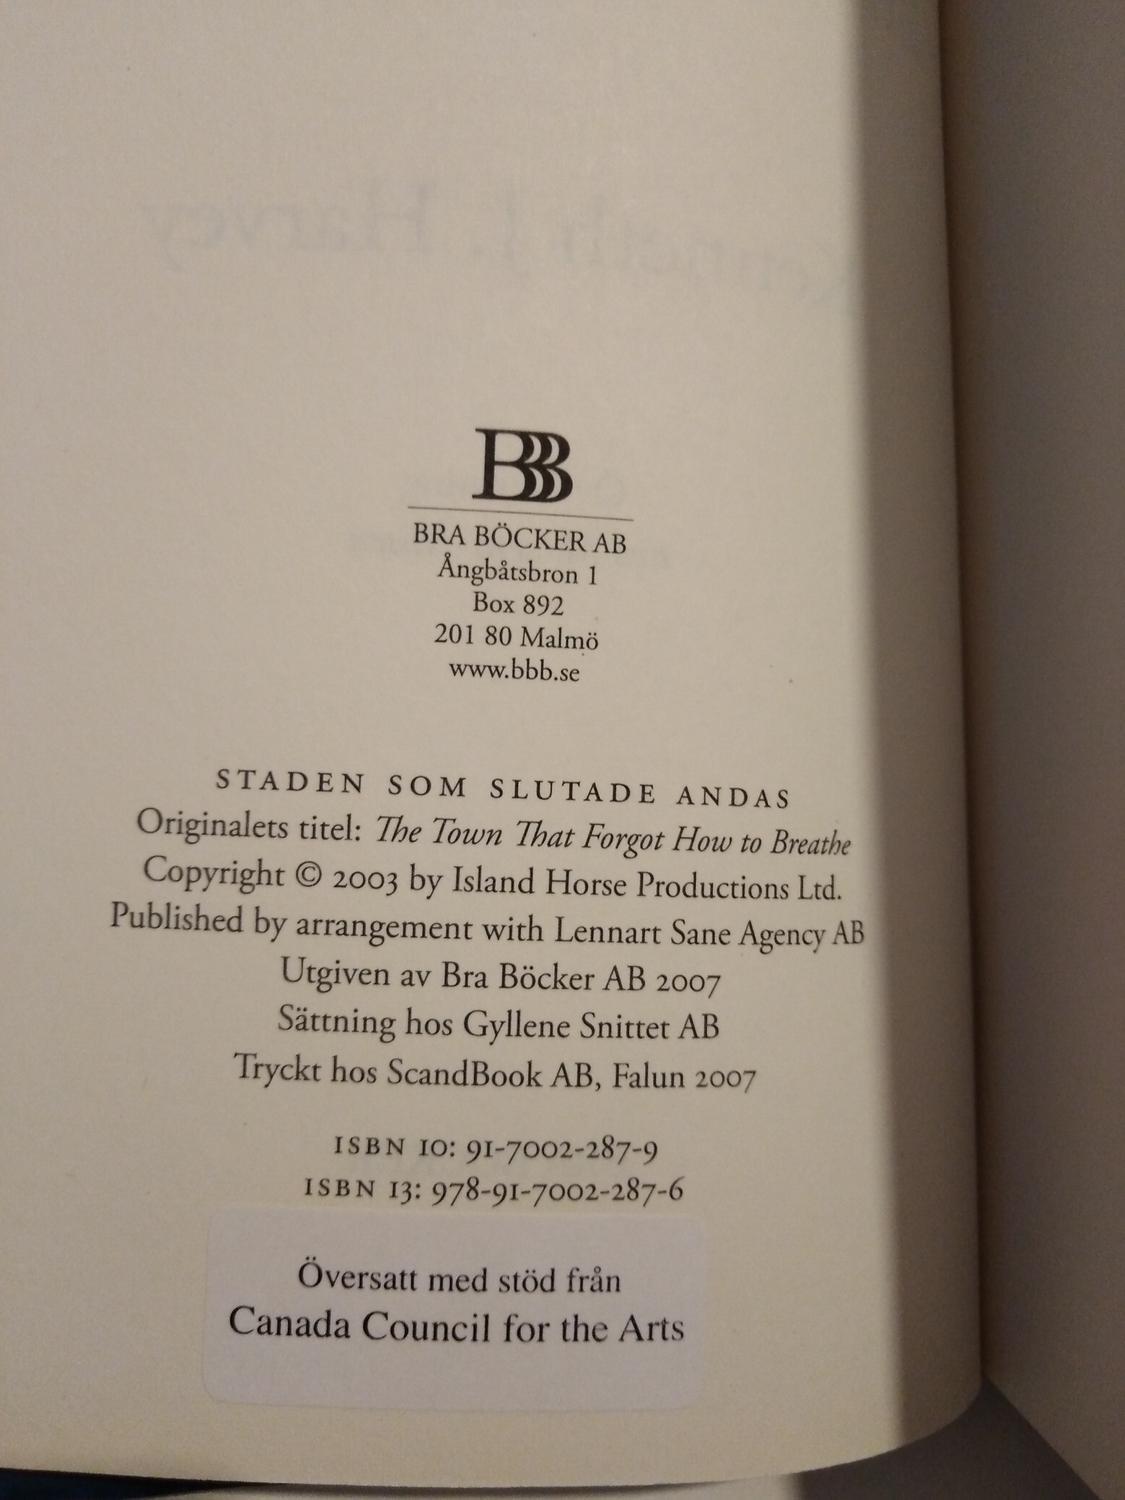 BBB
BRA BÖCKER AB
Ångbåtsbron 1
Box 892
201 80 Malmö
www.bbb.se
STADEN SOM SLUTADE ANDAS
Originalets titel: The Town That Forgot How to Breathe
Copyright © 2003 by Island Horse Productions Ltd.
Published by arrangement with Lennart Sane Agency AB
Utgiven av Bra Böcker AB 2007
Sättning hos Gyllene Snittet AB
Tryckt hos ScandBook AB, Falun 2007
ISBN 10: 91-7002-287-9
ISBN 13: 978-91-7002-287-6
Översatt med stöd från
Canada Council for the Arts